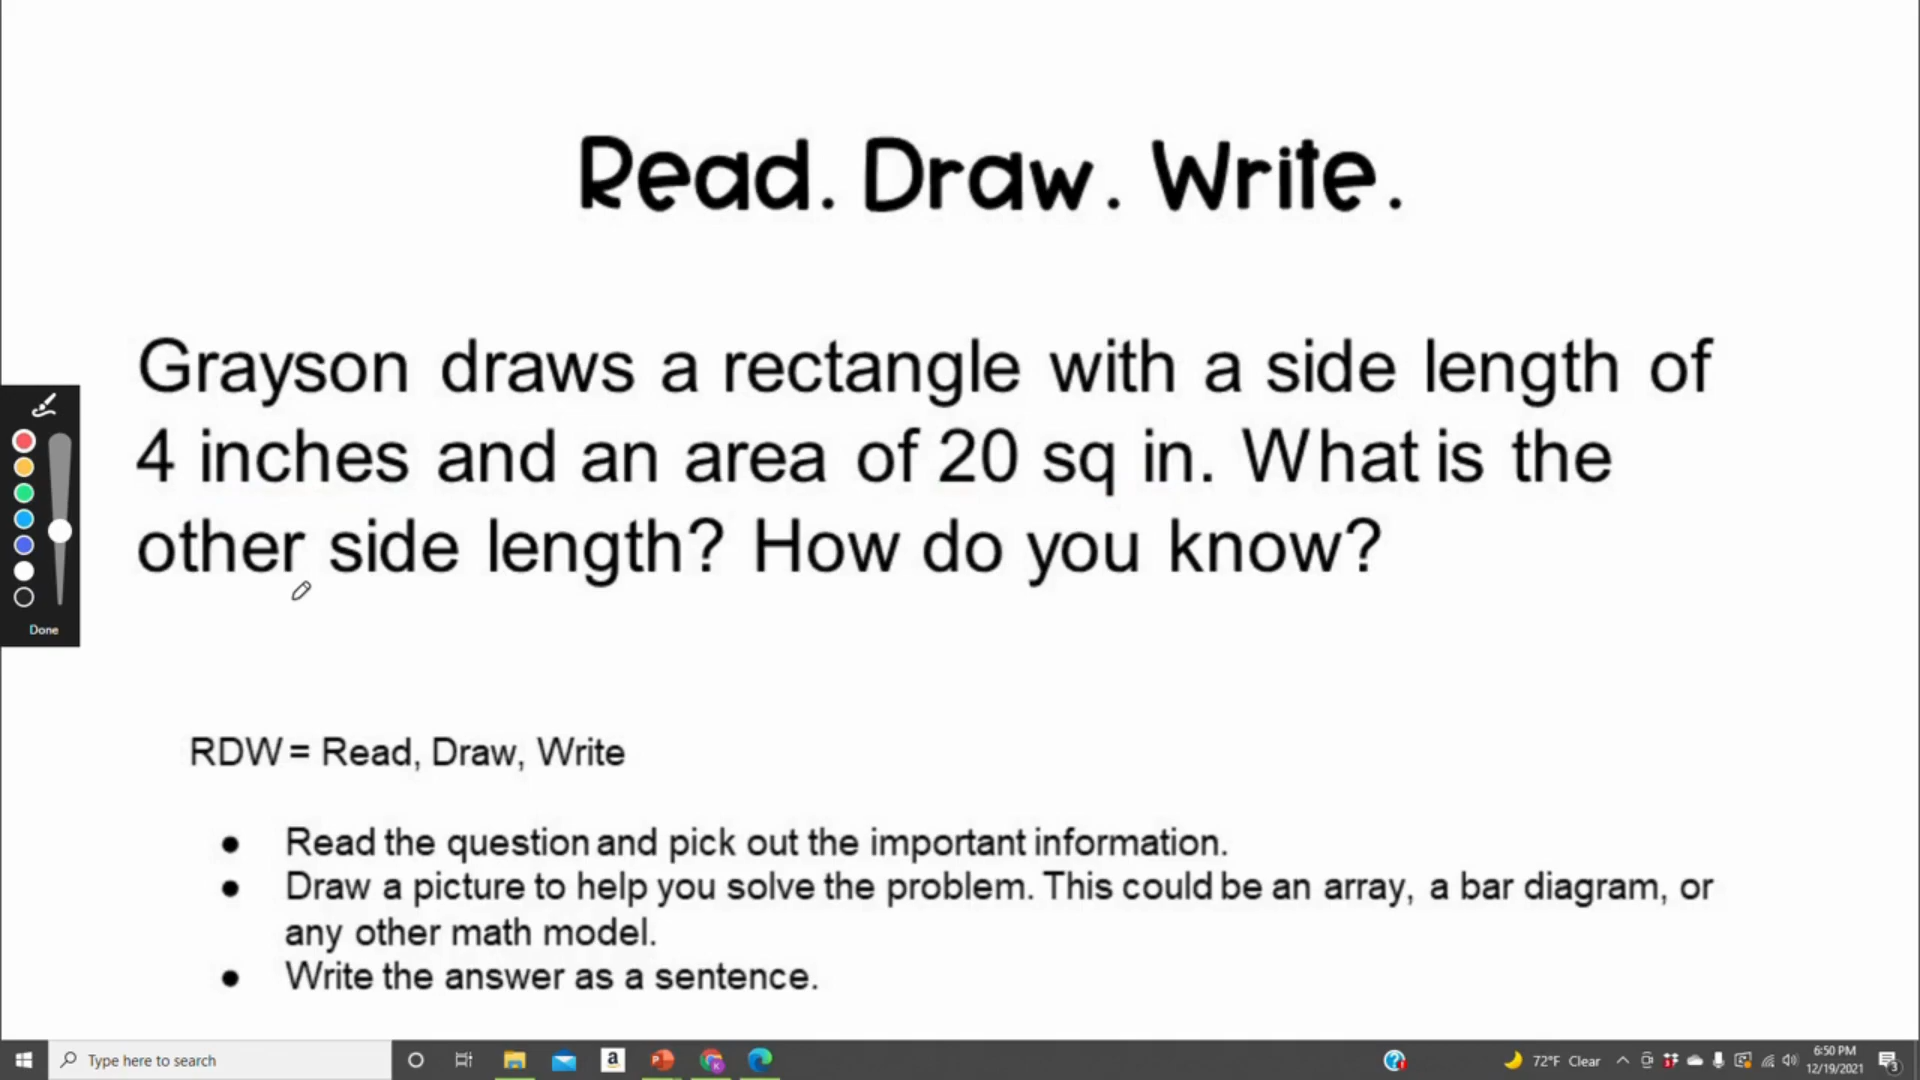 Read. Draw. Write.
Grayson draws a rectangle with a side length of
4 inches and an area of 20 sq in. What is the
other side length? How do you know?
Done
RDW= Read, Draw, Write
● Read the question and pick out the important information.
● Draw a picture to help you solve the problem. This could be an array, a bar diagram, or
any other math model.
● Write the answer as a sentence.
Type here to search
72°F Clear
6:50 PM
12/19/2021
3